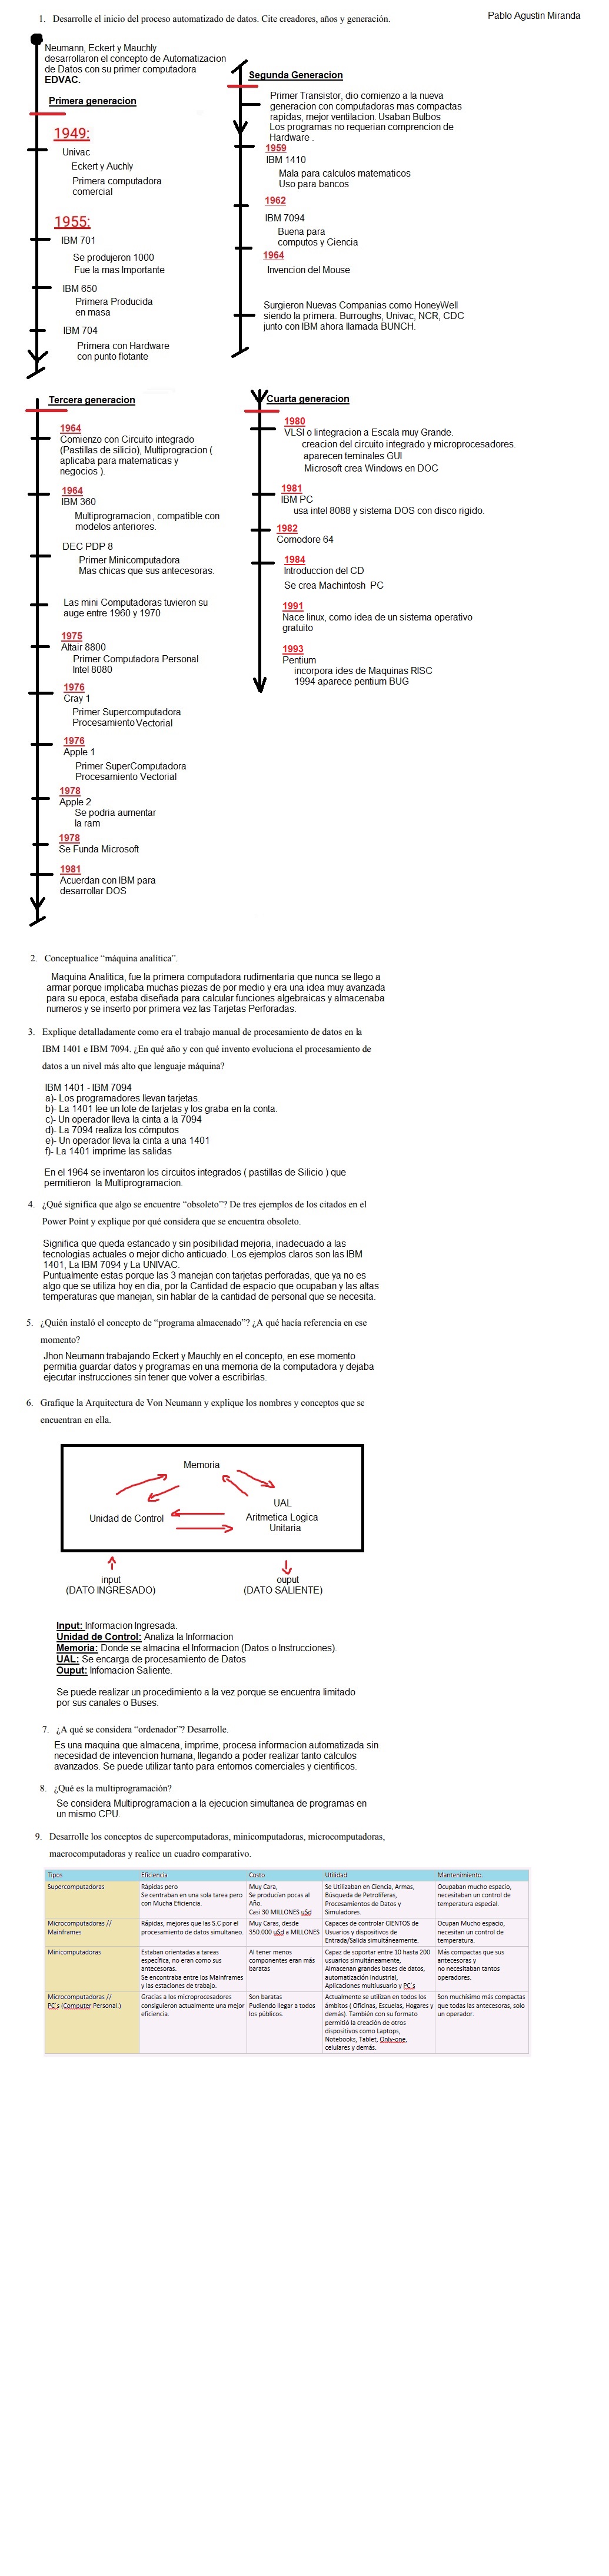 Pablo Agustin Miranda
1. Desarrolle el inicio del proceso automatizado de datos. Cite creadores, años y generación.
Neumann, Eckert y Mauchly
desarrollaron el concepto de Automatizacion
de Datos con su primer computadora
EDVAC.
Primera generacion
1949:
Univac
Eckert y Auchly
Primera computadora
comercial
1955:
IBM 701
Se produjeron 1000
Fue la mas Importante
IBM 650
Primera Producida
en masa
IBM 704
Primera con Hardware
con punto flotante
Segunda Generacion
Primer Transistor, dio comienzo a la nueva
generacion con computadoras mas compactas
rapidas, mejor ventilacion. Usaban Bulbos
Los programas no requerian comprencion de
Hardware .
1959
IBM 1410
Mala para calculos matematicos
Uso para bancos
1962
IBM 7094
Buena para
computos y Ciencia
1964
Invencion del Mouse
Surgieron Nuevas Companias como HoneyWell
siendo la primera. Burroughs, Univac, NCR, CDC
junto con IBM ahora llamada BUNCH.
Tercera generacion
1964
Comienzo con Circuito integrado
(Pastillas de silicio), Multiprogracion (
aplicaba para matematicas y
negocios ).
1964
IBM 360
Multiprogramacion , compatible con
modelos anteriores.
DEC PDP 8
Primer Minicomputadora
Mas chicas que sus antecesoras.
Las mini Computadoras tuvieron su
auge entre 1960 y 1970
1975
Altair 8800
Primer Computadora Personal
Intel 8080
1976
Cray 1
Primer Supercomputadora
Procesamiento Vectorial
1976
Apple 1
Primer SuperComputadora
Procesamiento Vectorial
1978
Apple 2
Se podria aumentar
la ram
1978
Se Funda Microsoft
1981
Acuerdan con IBM para
desarrollar DOS
Cuarta generacion
1980
VLSI o Iintegracion a Escala muy Grande.
creacion del circuito integrado y microprocesadores.
aparecen teminales GUI
Microsoft crea Windows en DOC
1981
IBM PC
usa intel 8088 y sistema DOS con disco rigido.
1982
Comodore 64
1984
Introduccion del CD
Se crea Machintosh PC
1991
Nace linux, como idea de un sistema operativo
gratuito
1993
Pentium
incorpora ides de Maquinas RISC
1994 aparece pentium BUG
2. Conceptualice “máquina analítica”.
Maquina Analitica, fue la primera computadora rudimentaria que nunca se llego a
armar porque implicaba muchas piezas de por medio y era una idea muy avanzada
para su epoca, estaba diseñada para calcular funciones algebraicas y almacenaba
numeros y se inserto por primera vez las Tarjetas Perforadas.
3. Explique detalladamente como era el trabajo manual de procesamiento de datos en la
IBM 1401 e IBM 7094. ¿En qué año y con qué invento evoluciona el procesamiento de
datos a un nivel más alto que lenguaje máquina?
IBM 1401 - IBM 7094
a)- Los programadores llevan tarjetas.
b)- La 1401 lee un lote de tarjetas y los graba en la conta.
c)- Un operador lleva la cinta a la 7094
d)- La 7094 realiza los cómputos
e)- Un operador lleva la cinta a una 1401
f)- La 1401 imprime las salidas
En el 1964 se inventaron los circuitos integrados ( pastillas de Silicio ) que
permitieron la Multiprogramacion.
4. ¿Qué significa que algo se encuentre “obsoleto”? De tres ejemplos de los citados en el
Power Point y explique por qué considera que se encuentra obsoleto.
Significa que queda estancado y sin posibilidad mejoria, inadecuado a las
tecnologias actuales o mejor dicho anticuado. Los ejemplos claros son las IBM
1401, La IBM 7094 y La UNIVAC.
Puntualmente estas porque las 3 manejan con tarjetas perforadas, que ya no es
algo que se utiliza hoy en dia, por la Cantidad de espacio que ocupaban y las altas
temperaturas que manejan, sin hablar de la cantidad de personal que se necesita.
5. ¿Quién instaló el concepto de “programa almacenado”? ¿A qué hacía referencia en ese
momento?
Jhon Neumann trabajando Eckert y Mauchly en el concepto, en ese momento
permitia guardar datos y programas en una memoria de la computadora y dejaba
ejecutar instrucciones sin tener que volver a escribirlas.
6. Grafique la Arquitectura de Von Neumann y explique los nombres y conceptos que se
encuentran en ella.
Memoria
UAL
Unidad de Control
Aritmetica Logica
Unitaria
input
(DATO INGRESADO)
ouput
(DATO SALIENTE)
Input: Informacion Ingresada.
Unidad de Control: Analiza la Informacion
Memoria: Donde se almacina el Informacion (Datos o Instrucciones).
UAL: Se encarga de procesamiento de Datos
Ouput: Infomacion Saliente.
Se puede realizar un procedimiento a la vez porque se encuentra limitado
por sus canales o Buses.
7. ¿A qué se considera “ordenador”? Desarrolle.
Es una maquina que almacena, imprime, procesa informacion automatizada sin
necesidad de intevencion humana, llegando a poder realizar tanto calculos
avanzados. Se puede utilizar tanto para entornos comerciales y cientificos.
8. ¿Qué es la multiprogramación?
Se considera Multiprogramacion a la ejecucion simultanea de programas en
un mismo CPU.
9. Desarrolle los conceptos de supercomputadoras, minicomputadoras, microcomputadoras,
macrocomputadoras y realice un cuadro comparativo.
Tipos Eficiencia Costo Utilidad Mantenimiento.
Supercomputadoras
Rápidas pero
Se centraban en una sola tarea pero
con Mucha Eficiencia.
Muy Cara,
Se producían pocas al
Año.
Casi 30 MILLONES uSd
Se Utilizaban en Ciencia, Armas,
Búsqueda de Petrolíferas,
Procesamientos de Datos y
Simuladores.
Ocupaban mucho espacio,
necesitaban un control de
temperatura especial.
Microcomputadoras //
Mainframes
Rápidas, mejores que las S.C por el
procesamiento de datos simultaneo.
Muy Caras, desde
350.000 uSd a MILLONES
Capaces de controlar CIENTOS de
Usuarios y dispositivos de
Entrada/Salida simultáneamente.
Ocupan Mucho espacio,
necesitan un control de
temperatura.
Minicomputadoras
Estaban orientadas a tareas
especifica, no eran como sus
antecesoras.
Se encontraba entre los Mainframes
y las estaciones de trabajo.
Al tener menos
componentes eran más
baratas
Capaz de soportar entre 10 hasta 200
usuarios simultáneamente,
Almacenan grandes bases de datos,
automatización industrial,
Aplicaciones multiusuario y PC´s
Más compactas que sus
antecesoras y
no necesitaban tantos
operadores.
Microcomputadoras //
PC´s (Computer Personal.)
Gracias a los microprocesadores
consiguieron actualmente una mejor
eficiencia.
Son baratas
Pudiendo llegar a todos
los públicos.
Actualmente se utilizan en todos los
ámbitos ( Oficinas, Escuelas, Hogares y
demás). También con su formato
permitió la creación de otros
dispositivos como Laptops,
Notebooks, Tablet, Only-one,
celulares y demás.
Son muchísimo más compactas
que todas las antecesoras, solo
un operador.